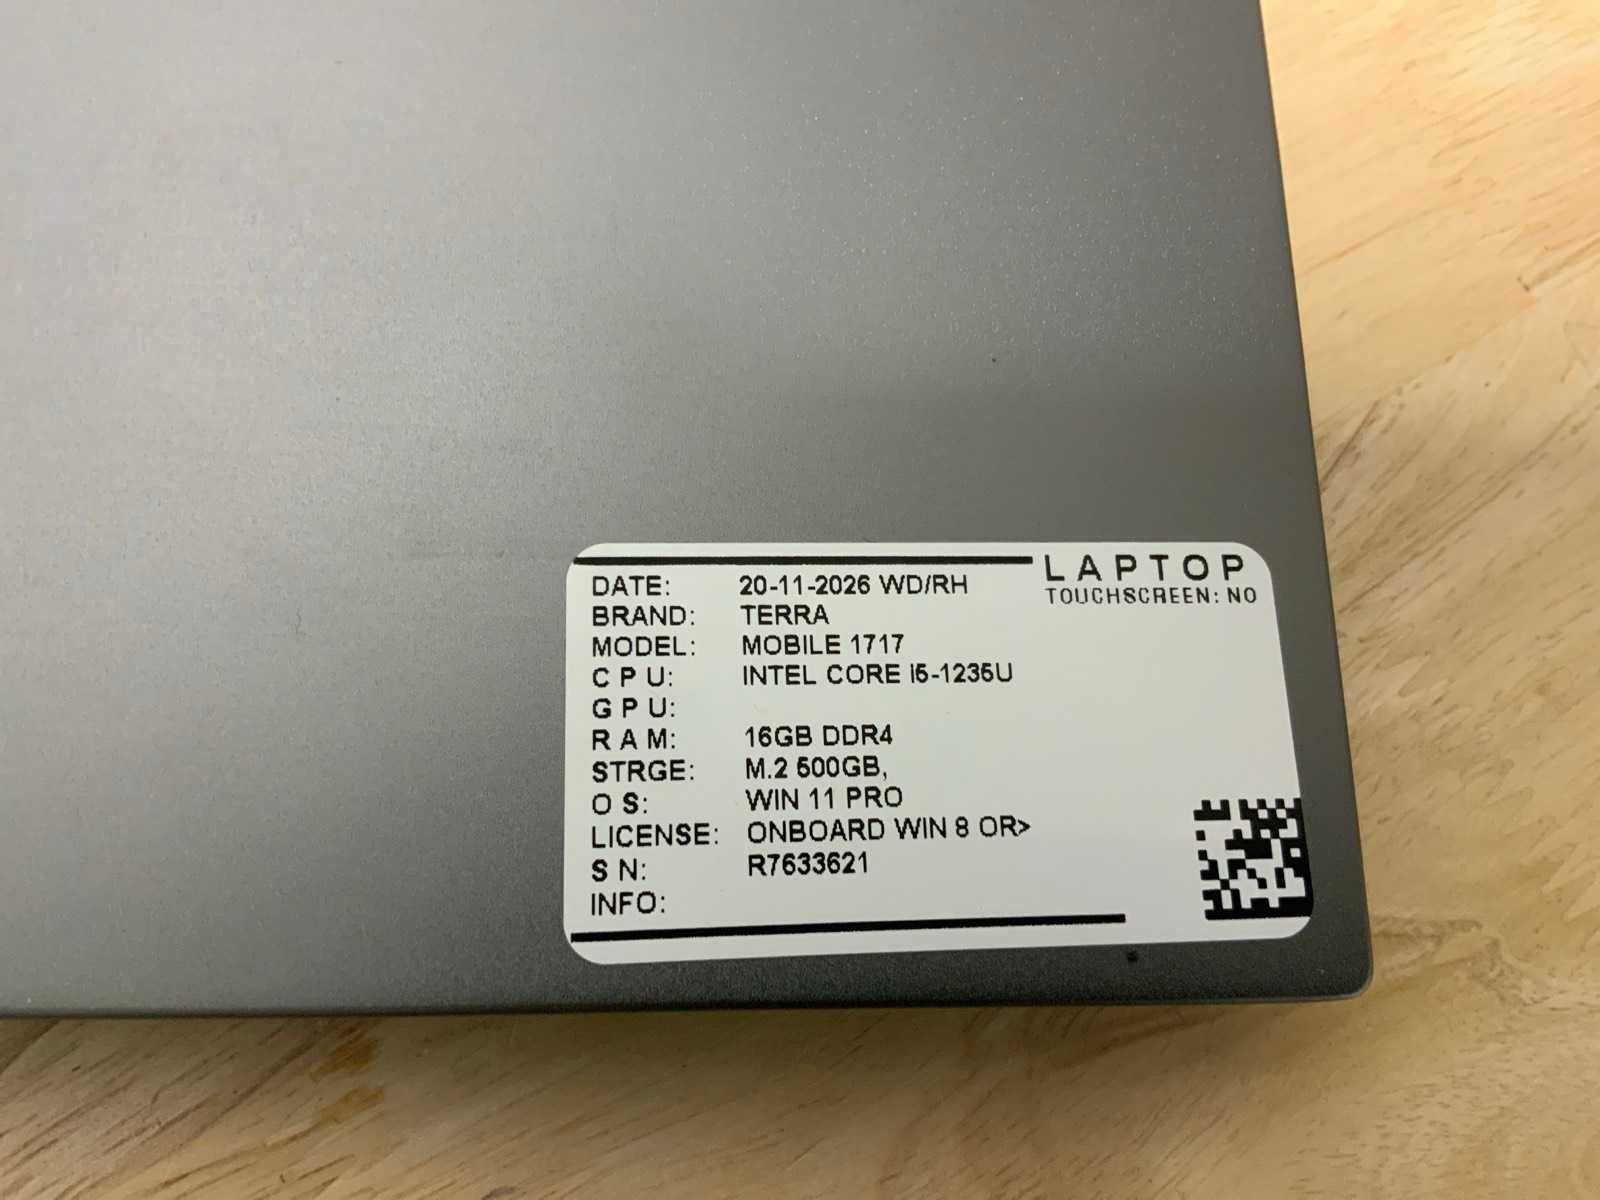 LAPTOP
TOUCHSCREEN: NO
DATE: 20-11-2026 WD/RH
BRAND: TERRA
MODEL: MOBILE 1717
C P U: INTEL CORE I5-1235U
G P U:
R A M: 16GB DDR4
STRGE: M.2 500GB,
O S: WIN 11 PRO
LICENSE: ONBOARD WIN 8 OR>
S N: R7633621
INFO: